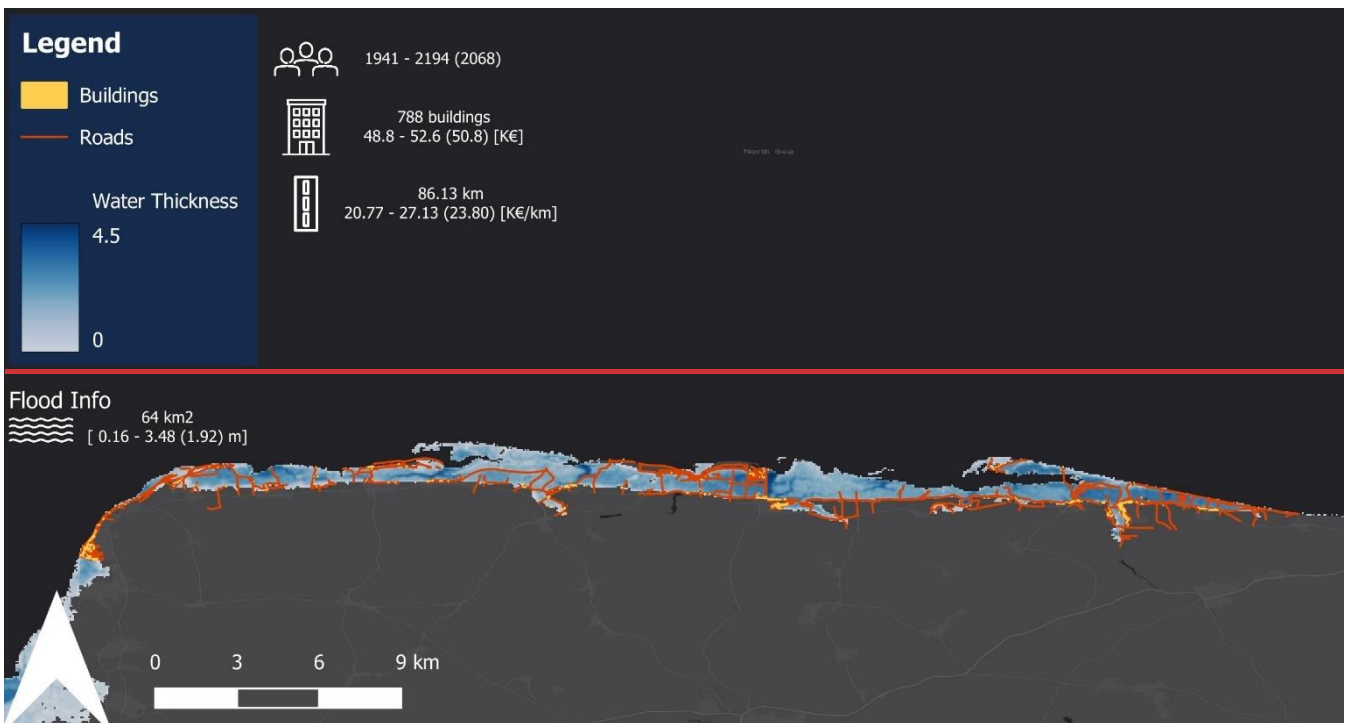 Legend
Buildings
Roads
Water Thickness
4.5
0
1941 - 2194 (2068)
788 buildings
48.8 - 52.6 (50.8) [K€]
86.13 km
20.77 - 27.13 (23.80) [K€/km]
North Sea
Flood Info
64 km2
[ 0.16 - 3.48 (1.92) m]
0 3 6 9 km